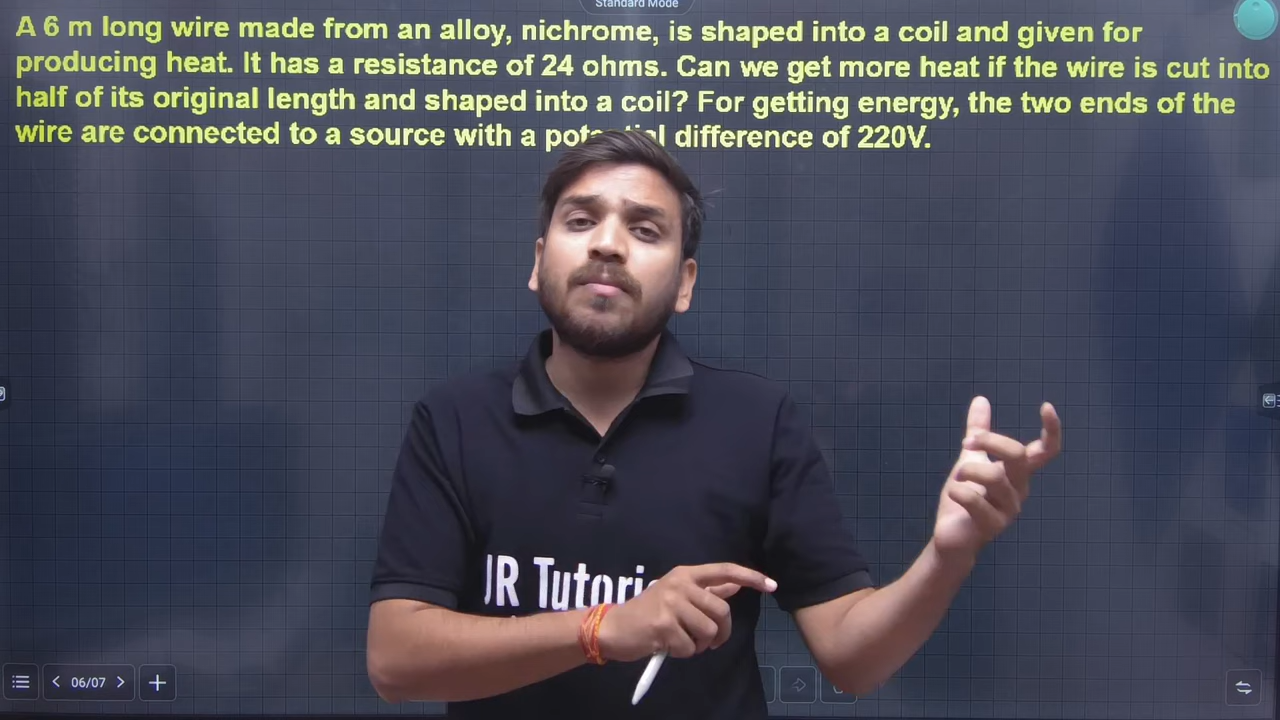 Standard Mode
A 6 m long wire made from an alloy, nichrome, is shaped into a coil and given for
producing heat. It has a resistance of 24 ohms. Can we get more heat if the wire is cut into
half of its original length and shaped into a coil? For getting energy, the two ends of the
wire are connected to a source with a potential difference of 220V.
JR
06/07